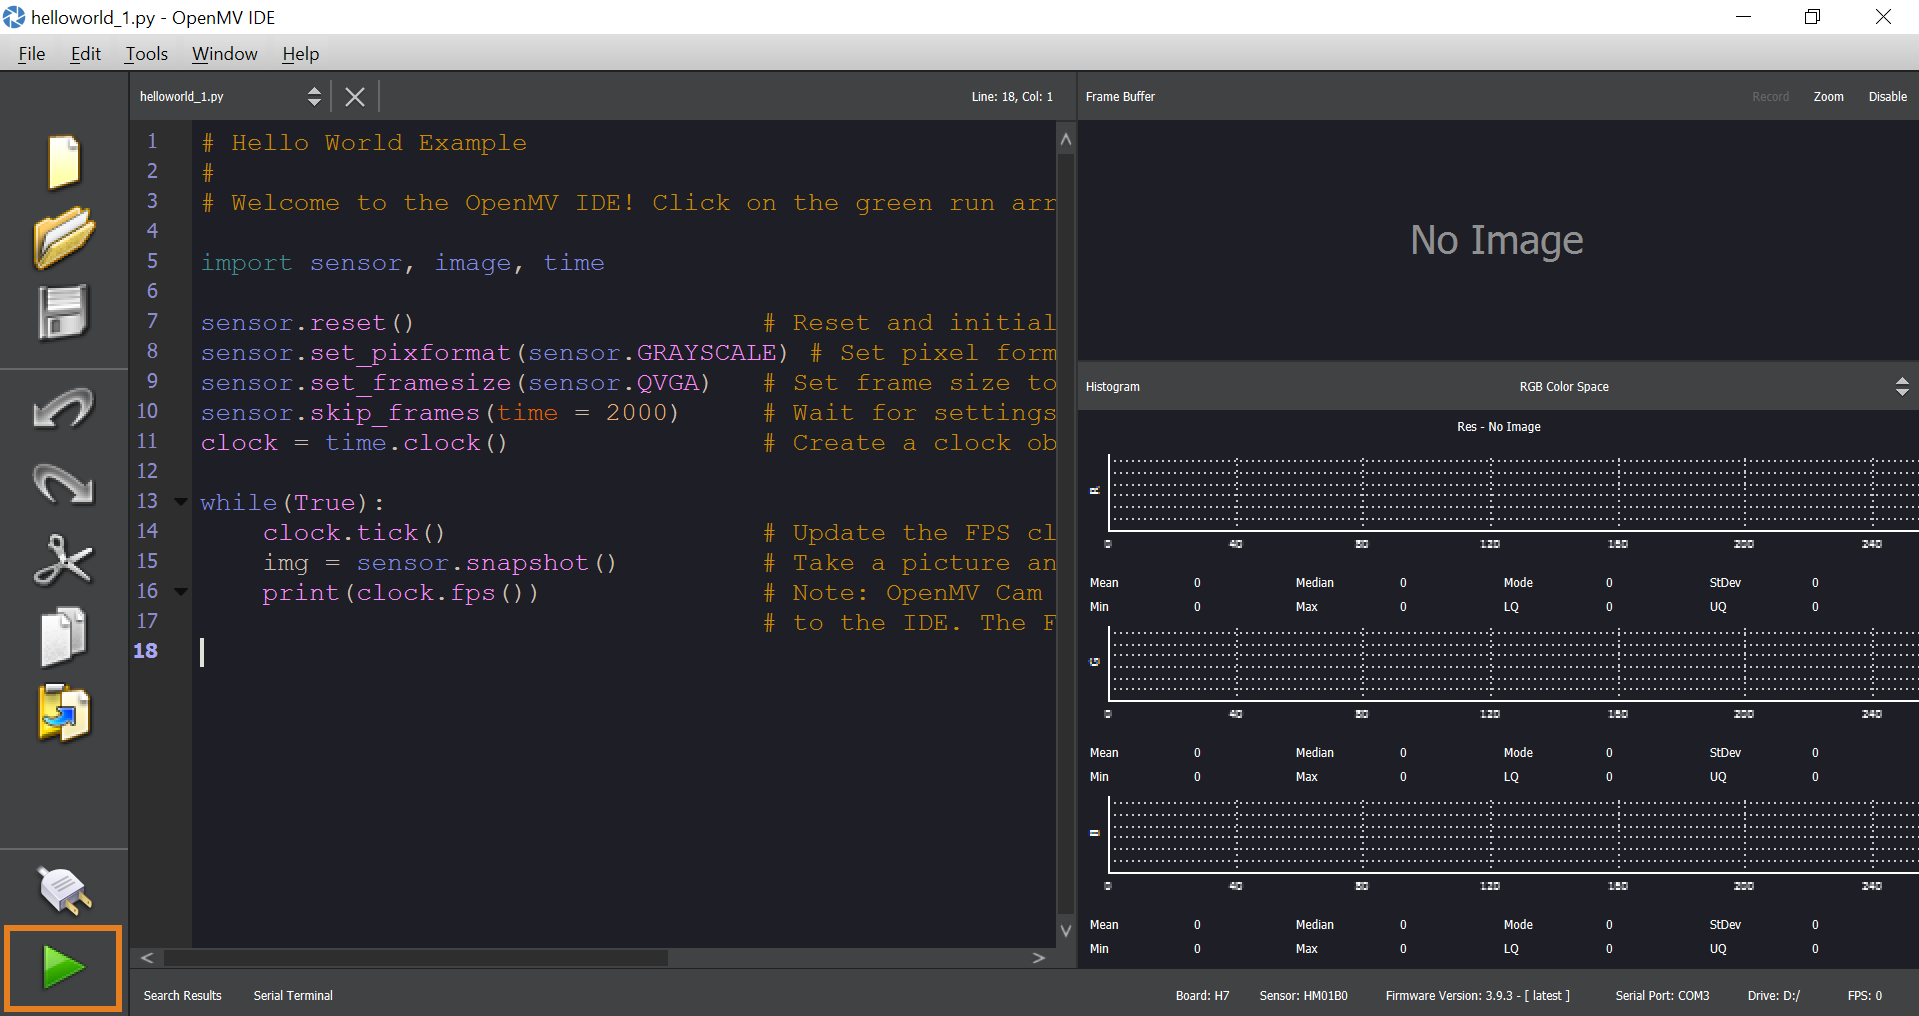 helloworld_1.py - OpenMV IDE
File Edit Tools Window Help
helloworld_1.py
Line: 18, Col: 1
Frame Buffer
Record Zoom Disable
1 # Hello World Example
2 #
3 # Welcome to the OpenMV IDE! Click on the green run arr
4
5 import sensor, image, time
6
7 sensor.reset() # Reset and initial
8 sensor.set_pixformat(sensor.GRAYSCALE) # Set pixel form
9 sensor.set_framesize(sensor.QVGA) # Set frame size to
10 sensor.skip_frames(time = 2000) # Wait for settings
11 clock = time.clock() # Create a clock ob
12
13 while(True):
14 clock.tick() # Update the FPS cl
15 img = sensor.snapshot() # Take a picture an
16 print(clock.fps()) # Note: OpenMV Cam
17 # to the IDE. The F
18
No Image
Histogram RGB Color Space
Res - No Image
R
0 40 80 120 160 200 240
Mean 0 Median 0 Mode 0 StDev 0
Min 0 Max 0 LQ 0 UQ 0
G
0 40 80 120 160 200 240
Mean 0 Median 0 Mode 0 StDev 0
Min 0 Max 0 LQ 0 UQ 0
B
0 40 80 120 160 200 240
Mean 0 Median 0 Mode 0 StDev 0
Min 0 Max 0 LQ 0 UQ 0
Search Results Serial Terminal
Board: H7 Sensor: HM01B0 Firmware Version: 3.9.3 - [ latest ] Serial Port: COM3 Drive: D:/ FPS: 0